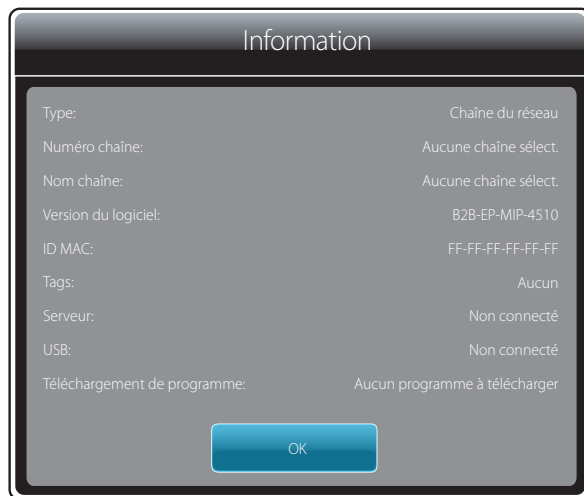 Information
Type: Chaîne du réseau
Numéro chaîne: Aucune chaîne sélect.
Nom chaîne: Aucune chaîne sélect.
Version du logiciel: B2B-EP-MIP-4510
ID MAC: FF-FF-FF-FF-FF-FF
Tags: Aucun
Serveur: Non connecté
USB: Non connecté
Téléchargement de programme: Aucun programme à télécharger
OK